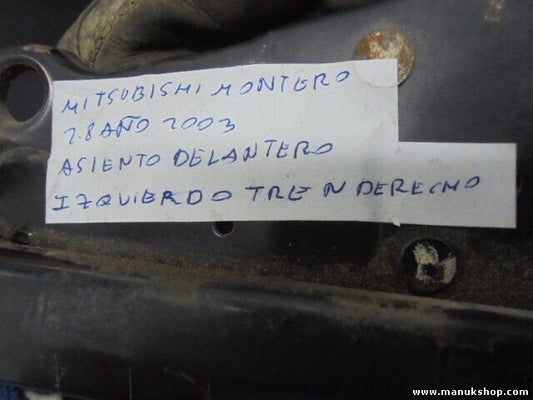 MITSUBISHI MONTERO
2.8 AÑO 2003
ASIENTO DELANTERO
IZQUIERDO TREN DERECHO
www.manukshop.com